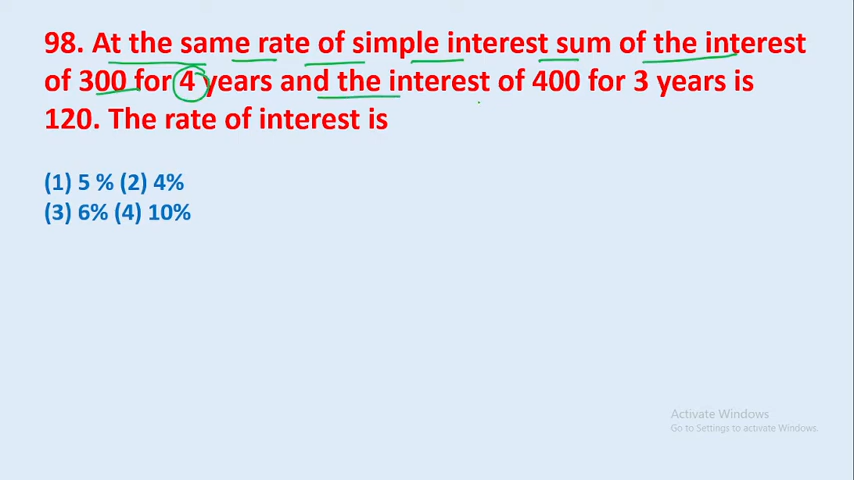 98. At the same rate of simple interest sum of the interest
of 300 for 4 years and the interest of 400 for 3 years is
120. The rate of interest is
(1) 5 % (2) 4%
(3) 6% (4) 10%
Activate Windows
Go to Settings to activate Windows.